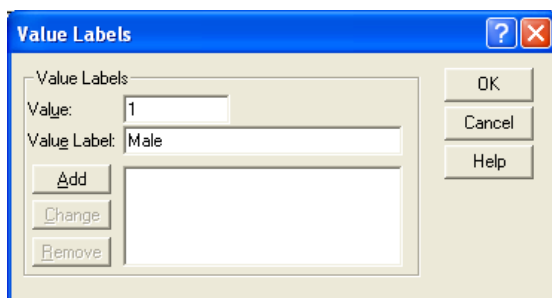 Value Labels
Value Labels
Value: 1
Value Label: Male
Add
Change
Remove
OK
Cancel
Help